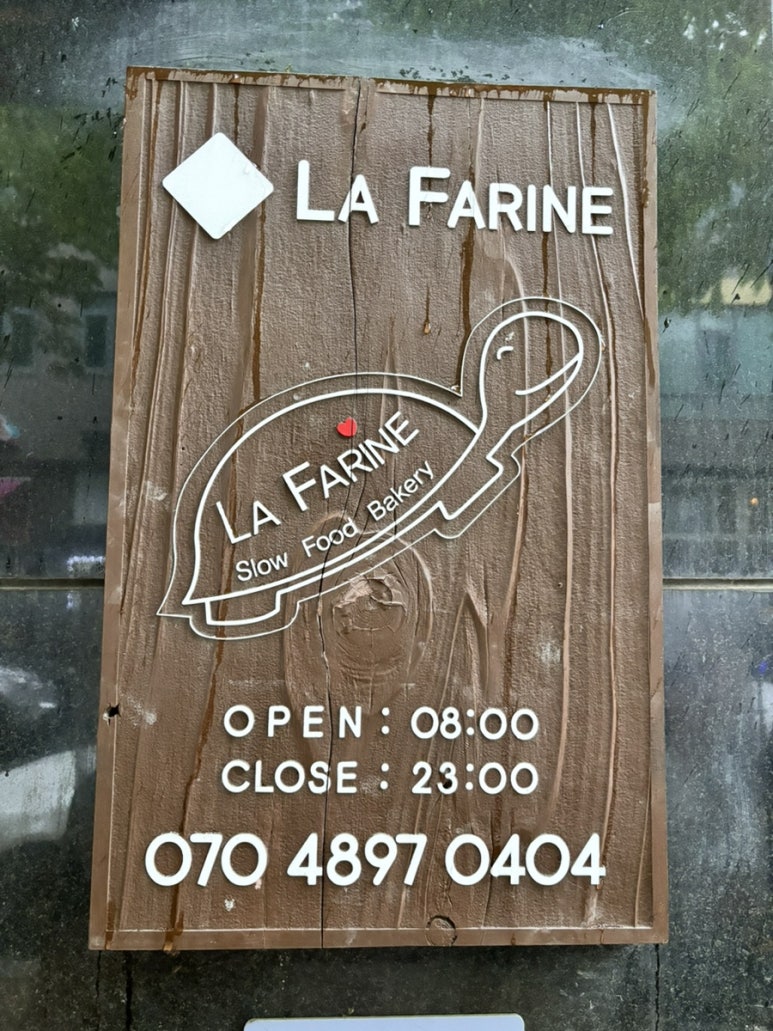 LA FARINE
LA FARINE
Slow Food Bakery
OPEN : 08:00
CLOSE : 23:00
070 4897 0404